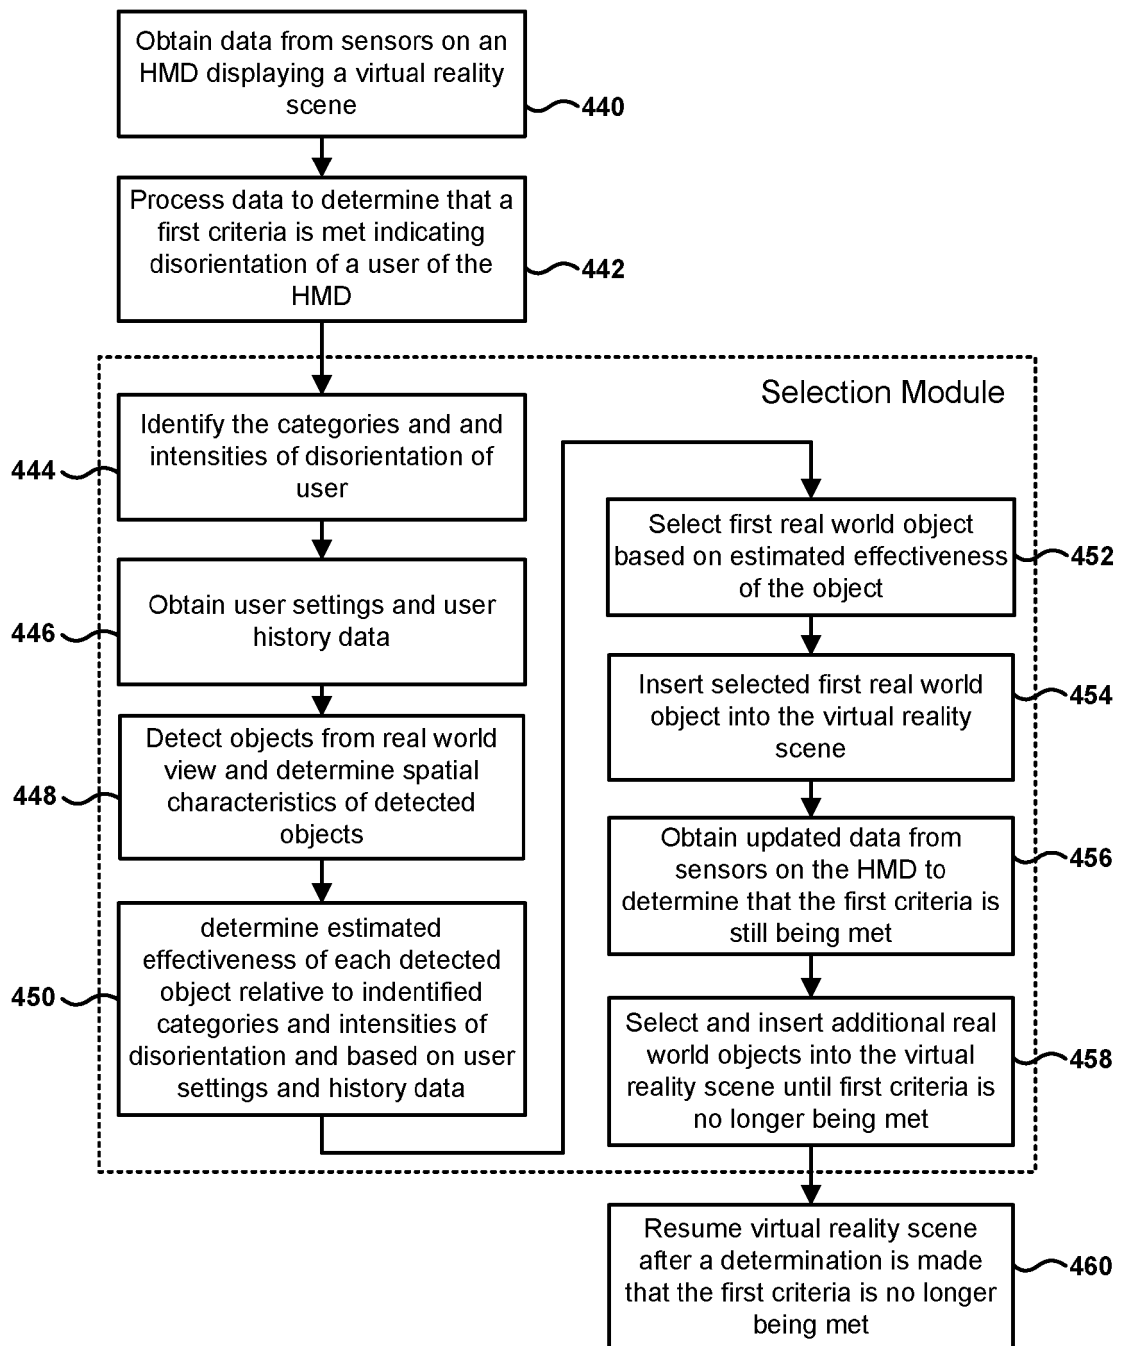 Obtain data from sensors on an
HMD displaying a virtual reality
scene
440
Process data to determine that a
first criteria is met indicating
disorientation of a user of the
HMD
442
Selection Module
Identify the categories and and
intensities of disorientation of
user
444
Obtain user settings and user
history data
446
Detect objects from real world
view and determine spatial
characteristics of detected
objects
448
determine estimated
effectiveness of each detected
object relative to indentified
categories and intensities of
disorientation and based on user
settings and history data
450
Select first real world object
based on estimated effectiveness
of the object
452
Insert selected first real world
object into the virtual reality
scene
454
Obtain updated data from
sensors on the HMD to
determine that the first criteria is
still being met
456
Select and insert additional real
world objects into the virtual
reality scene until first criteria is
no longer being met
458
Resume virtual reality scene
after a determination is made
that the first criteria is no longer
being met
460